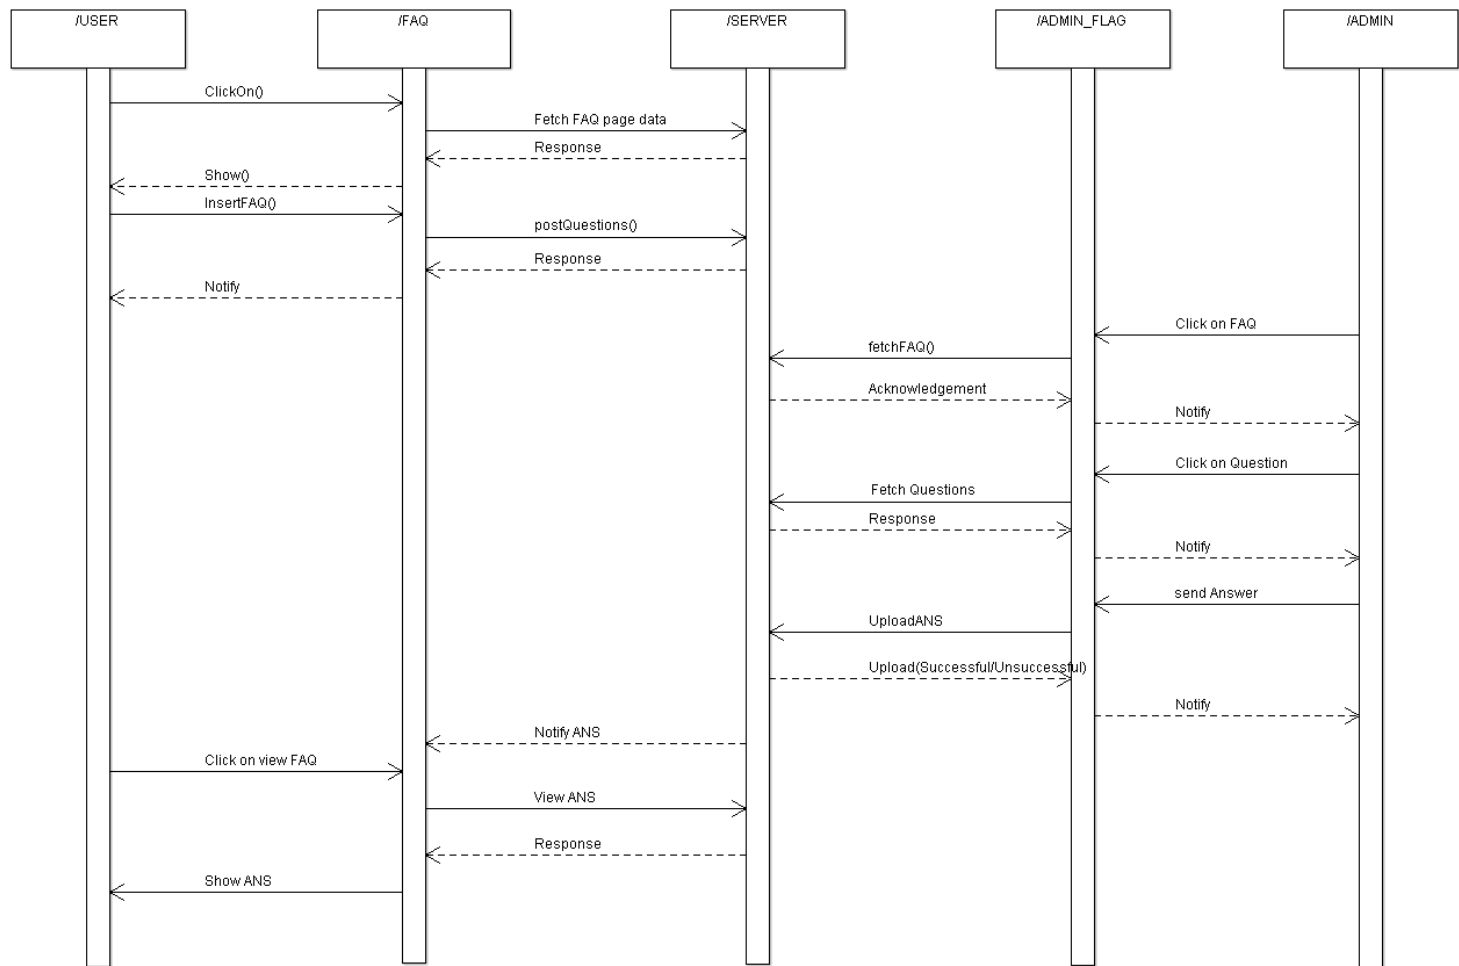 /USER
/FAQ
/SERVER
/ADMIN_FLAG
/ADMIN
ClickOn()
Fetch FAQ page data
Response
Show()
InsertFAQ()
postQuestions()
Response
Notify
Click on FAQ
fetchFAQ()
Acknowledgement
Notify
Click on Question
Fetch Questions
Response
Notify
send Answer
UploadANS
Upload(Successful/Unsuccessful)
Notify
Notify ANS
Click on view FAQ
View ANS
Response
Show ANS